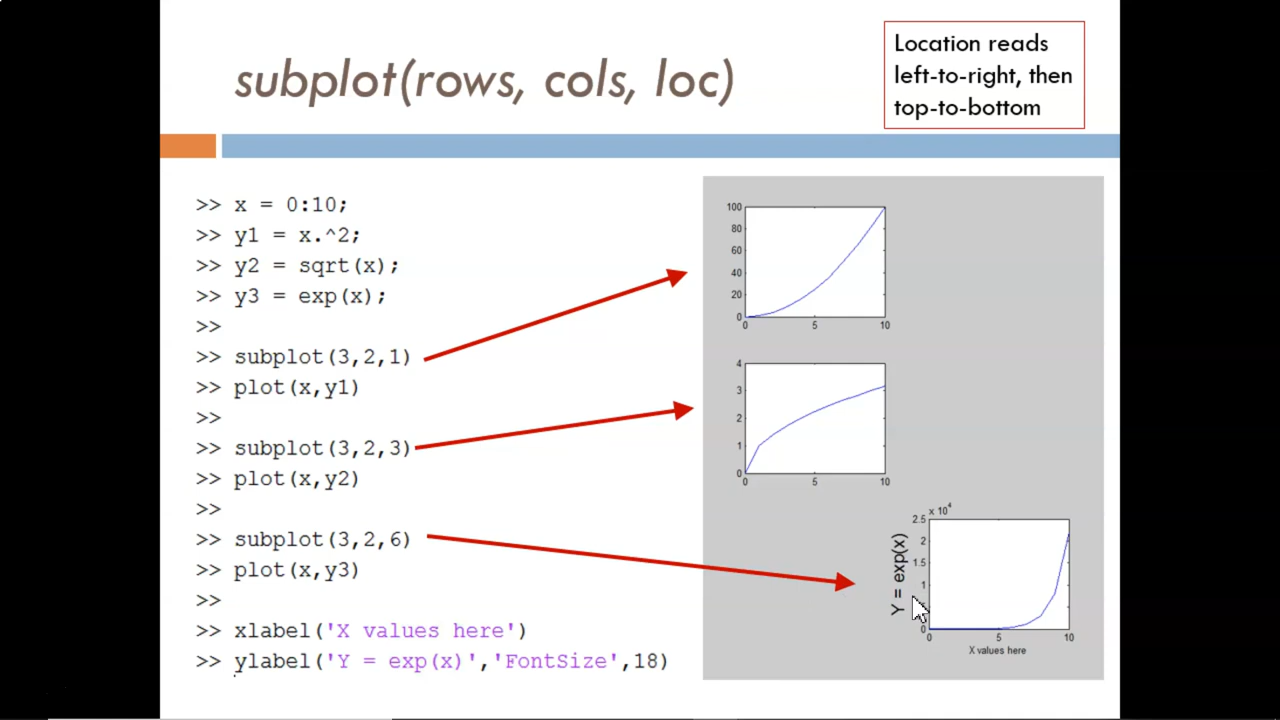 subplot(rows, cols, loc)
Location reads
left-to-right, then
top-to-bottom
>> x = 0:10;
>> y1 = x.^2;
>> y2 = sqrt(x);
>> y3 = exp(x);
>>
>> subplot(3,2,1)
>> plot(x,y1)
>>
>> subplot(3,2,3)
>> plot(x,y2)
>>
>> subplot(3,2,6)
>> plot(x,y3)
>>
>> xlabel('X values here')
>> ylabel('Y = exp(x)','FontSize',18)
100
80
60
40
20
0
0 5 10
4
3
2
1
0
0 5 10
x 10^4
2.5
2
1.5
1
0
0 5 10
Y = exp(x)
X values here